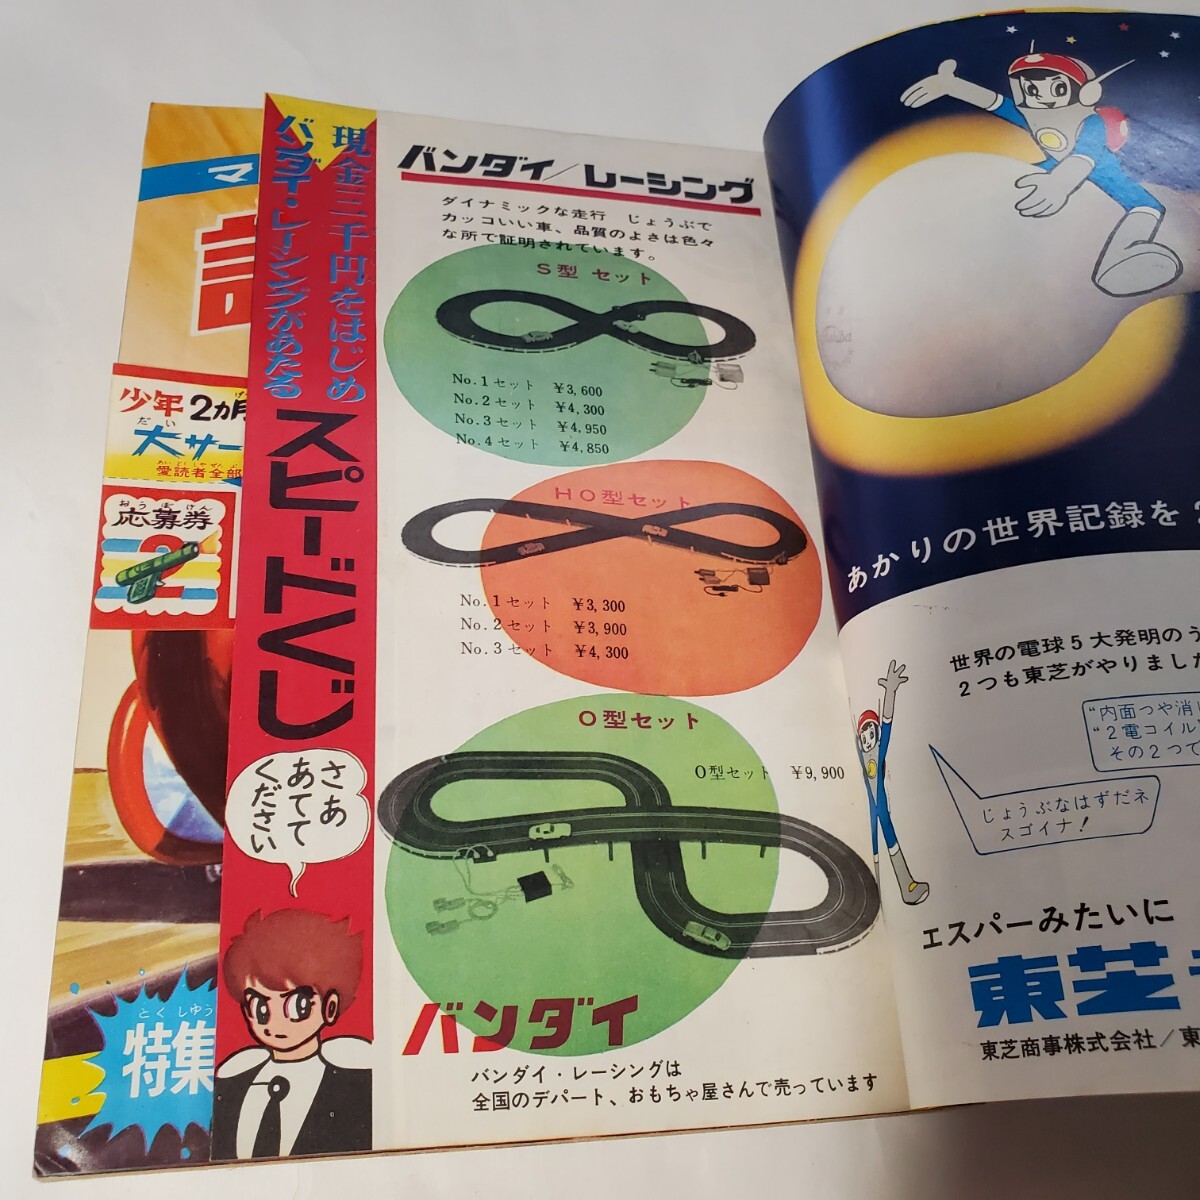 マ
少年 2カ月
だい
大サー
愛読者全部
おうぼけん
応募券
2
とくしゅう
特集
現金三千円をはじめ
バンダイ・レーシングがあたる
スピードくじ
さあ
あてて
ください
バンダイ/レーシング
ダイナミックな走行 じょうぶで
カッコいい車、品質のよさは色々
な所で証明されています。
S型 セット
No.1セット ¥3,600
No.2セット ¥4,300
No.3セット ¥4,950
No.4セット ¥4,850
HO型セット
No.1セット ¥3,300
No.2セット ¥3,900
No.3セット ¥4,300
O型セット
O型セット ¥9,900
バンダイ
バンダイ・レーシングは
全国のデパート、おもちゃ屋さんで売っています
あかりの世界記録を
世界の電球5大発明のう
2つも東芝がやりました
"内面つや消し
"2電コイル
その2つで
じょうぶなはずだネ
スゴイナ!
エスパーみたいに
東芝
東芝商事株式会社/東